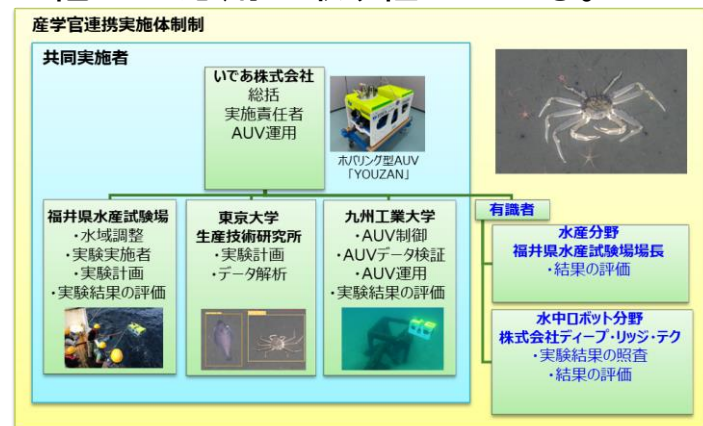 産学官連携実施体制制
共同実施者
いであ株式会社
総括
実施責任者
AUV運用
ホバリング型AUV
「YOUZAN」
福井県水産試験場
・水域調整
・実験実施者
・実験計画
・実験結果の評価
東京大学
生産技術研究所
・実験計画
・データ解析
九州工業大学
・AUV制御
・AUVデータ検証
・AUV運用
・実験結果の評価
有識者
水産分野
福井県水産試験場場長
・結果の評価
水中ロボット分野
株式会社ディープ・リッジ・テク
・実験結果の照査
・結果の評価